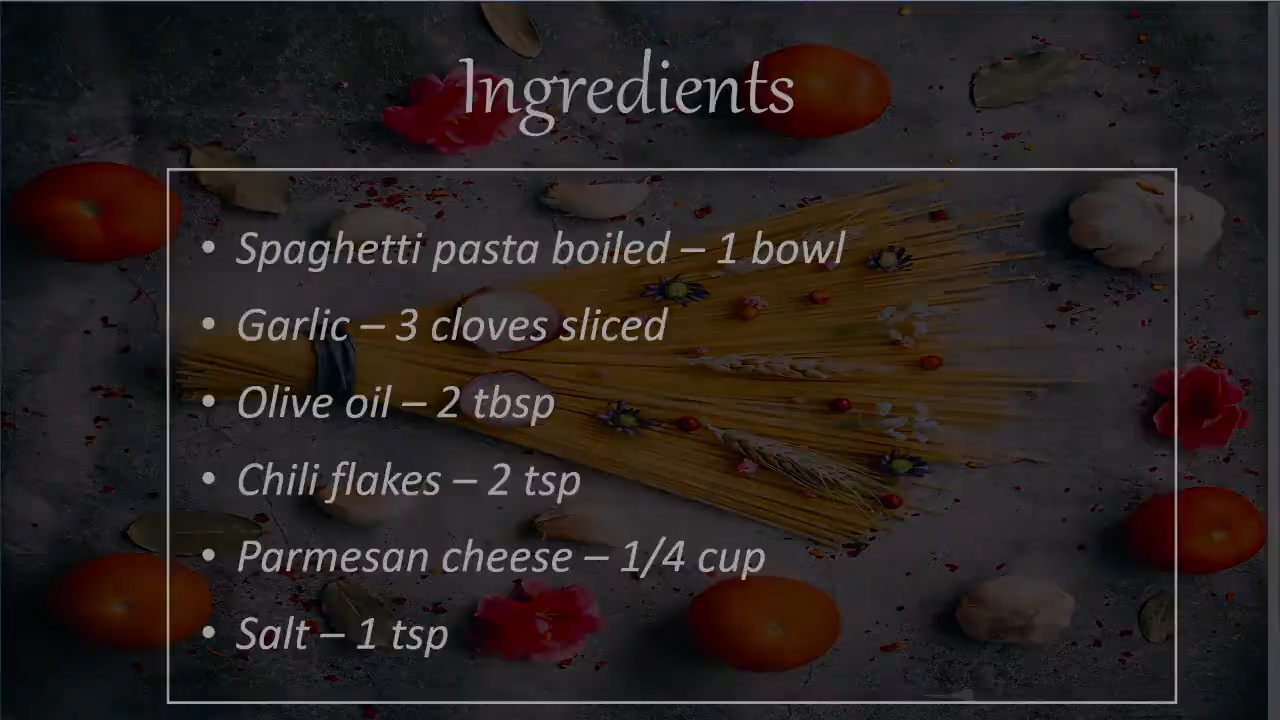 Ingredients
• Spaghetti pasta boiled – 1 bowl
• Garlic – 3 cloves sliced
• Olive oil – 2 tbsp
• Chili flakes – 2 tsp
• Parmesan cheese – 1/4 cup
• Salt – 1 tsp